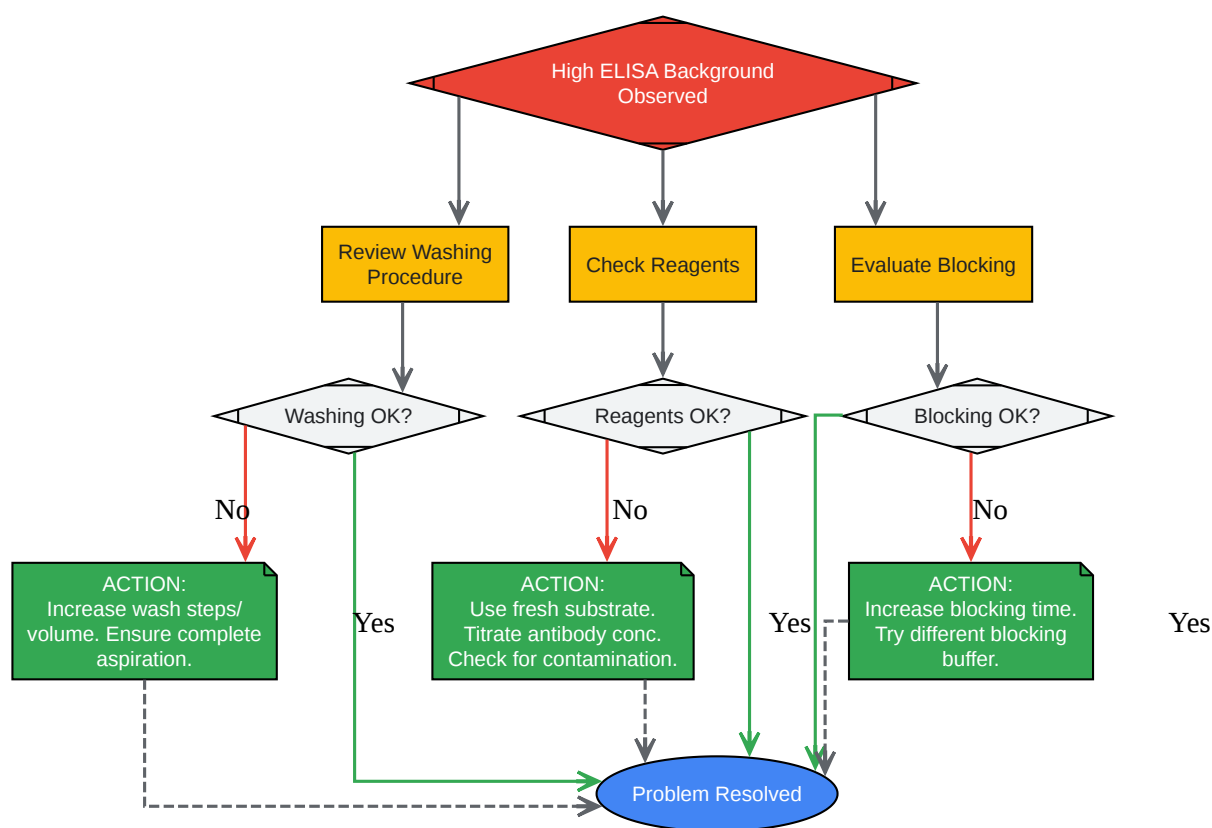 High ELISA Background
Observed
Review Washing
Procedure
Check Reagents
Evaluate Blocking
Washing OK?
Reagents OK?
Blocking OK?
No
No
No
ACTION:
Increase wash steps/
volume. Ensure complete
aspiration.
Yes
ACTION:
Use fresh substrate.
Titrate antibody conc.
Check for contamination.
Yes
ACTION:
Increase blocking time.
Try different blocking
buffer.
Yes
Problem Resolved